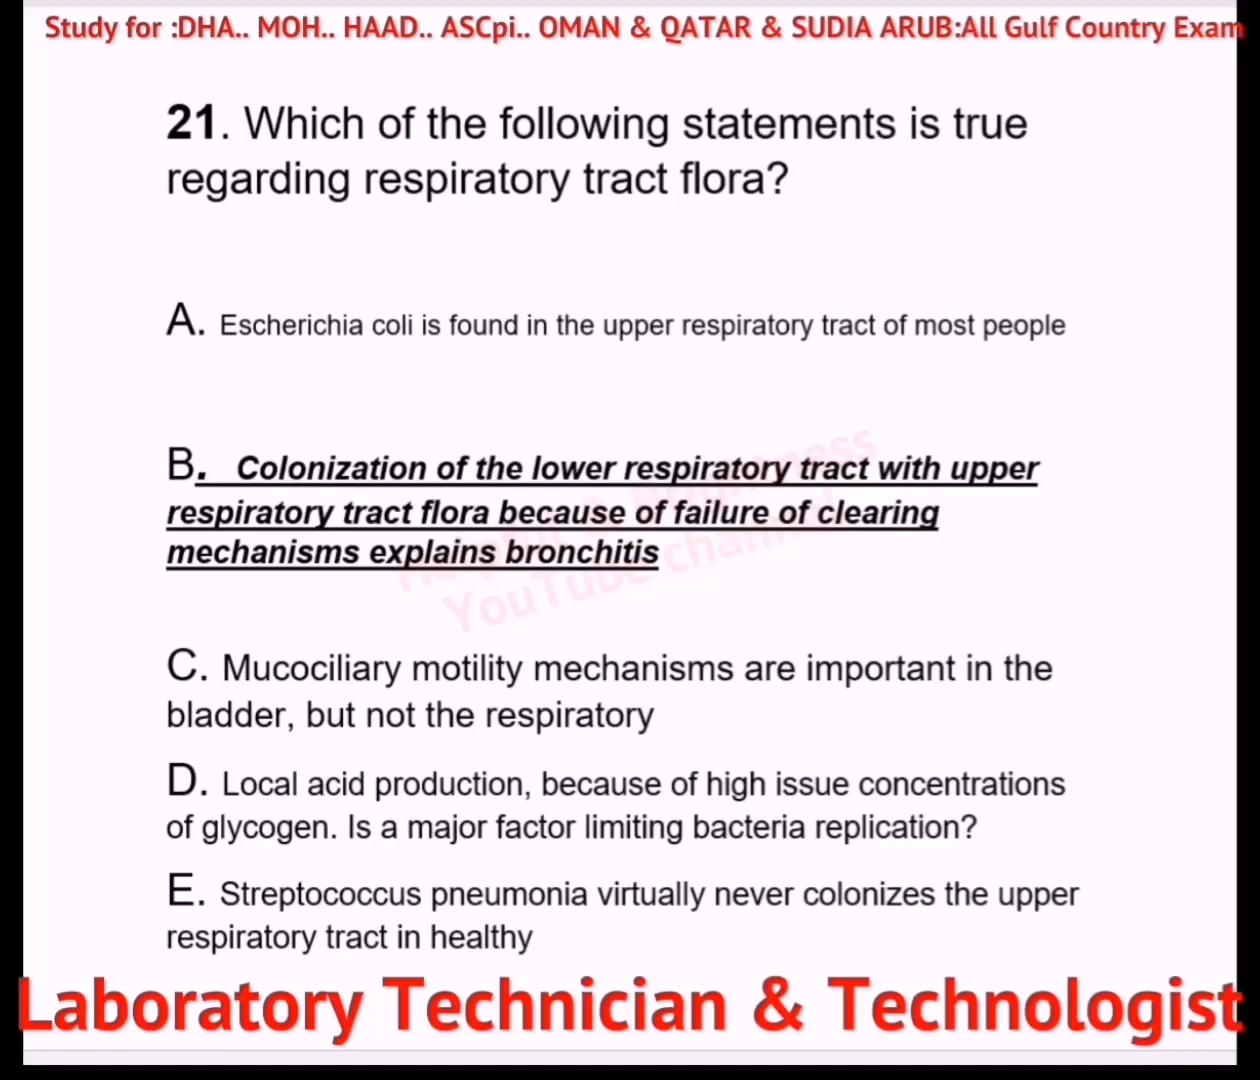 Study for :DHA.. MOH.. HAAD.. ASCpi.. OMAN & QATAR & SUDIA ARUB:All Gulf Country Exam
21. Which of the following statements is true
regarding respiratory tract flora?
A. Escherichia coli is found in the upper respiratory tract of most people
B. Colonization of the lower respiratory tract with upper
respiratory tract flora because of failure of clearing
mechanisms explains bronchitis
YouTube channel
C. Mucociliary motility mechanisms are important in the
bladder, but not the respiratory
D. Local acid production, because of high issue concentrations
of glycogen. Is a major factor limiting bacteria replication?
E. Streptococcus pneumonia virtually never colonizes the upper
respiratory tract in healthy
Laboratory Technician & Technologist